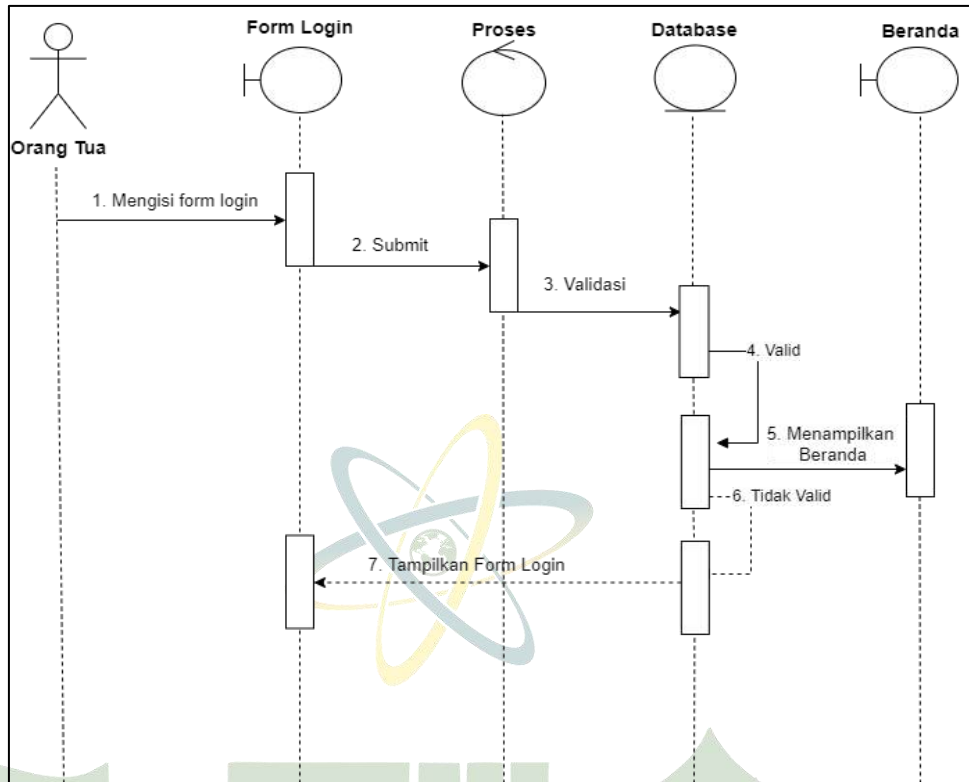 Form Login
Proses
Database
Beranda
Orang Tua
1. Mengisi form login
2. Submit
3. Validasi
4. Valid
5. Menampilkan
Beranda
6. Tidak Valid
7. Tampilkan Form Login